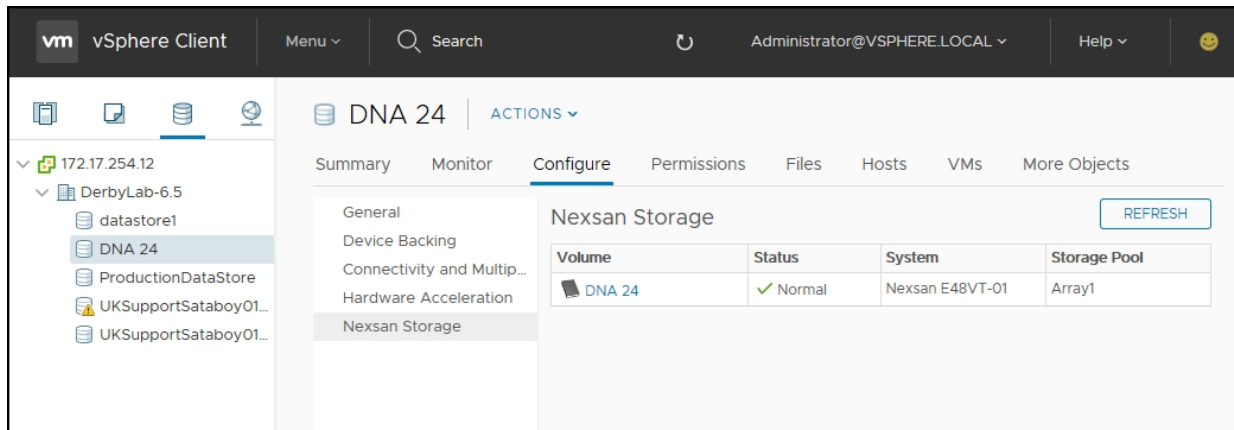 vm vSphere Client Menu Search Administrator@VSPHERE.LOCAL Help
172.17.254.12
DerbyLab-6.5
datastore1
DNA 24
ProductionDataStore
UKSupportSataboy01...
UKSupportSataboy01...
DNA 24 ACTIONS
Summary Monitor Configure Permissions Files Hosts VMs More Objects
General
Device Backing
Connectivity and Multip...
Hardware Acceleration
Nexsan Storage
Nexsan Storage REFRESH
Volume Status System Storage Pool
DNA 24 Normal Nexsan E48VT-01 Array1